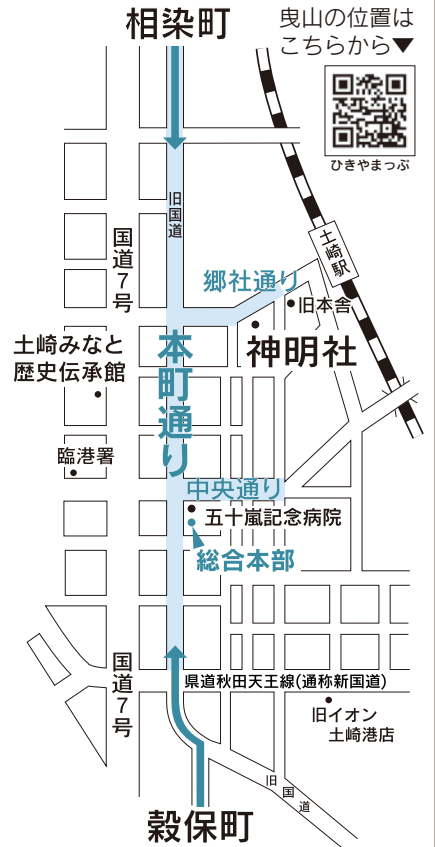 相染町
曳山の位置は
こちらから▼
ひきやまっぷ
旧国道
国道7号
土崎駅
郷社通り
旧本舎
神明社
土崎みなと
歴史伝承館
本町通り
臨港署
中央通り
五十嵐記念病院
総合本部
国道7号
県道秋田天王線(通称新国道)
旧イオン
土崎港店
旧国道
穀保町